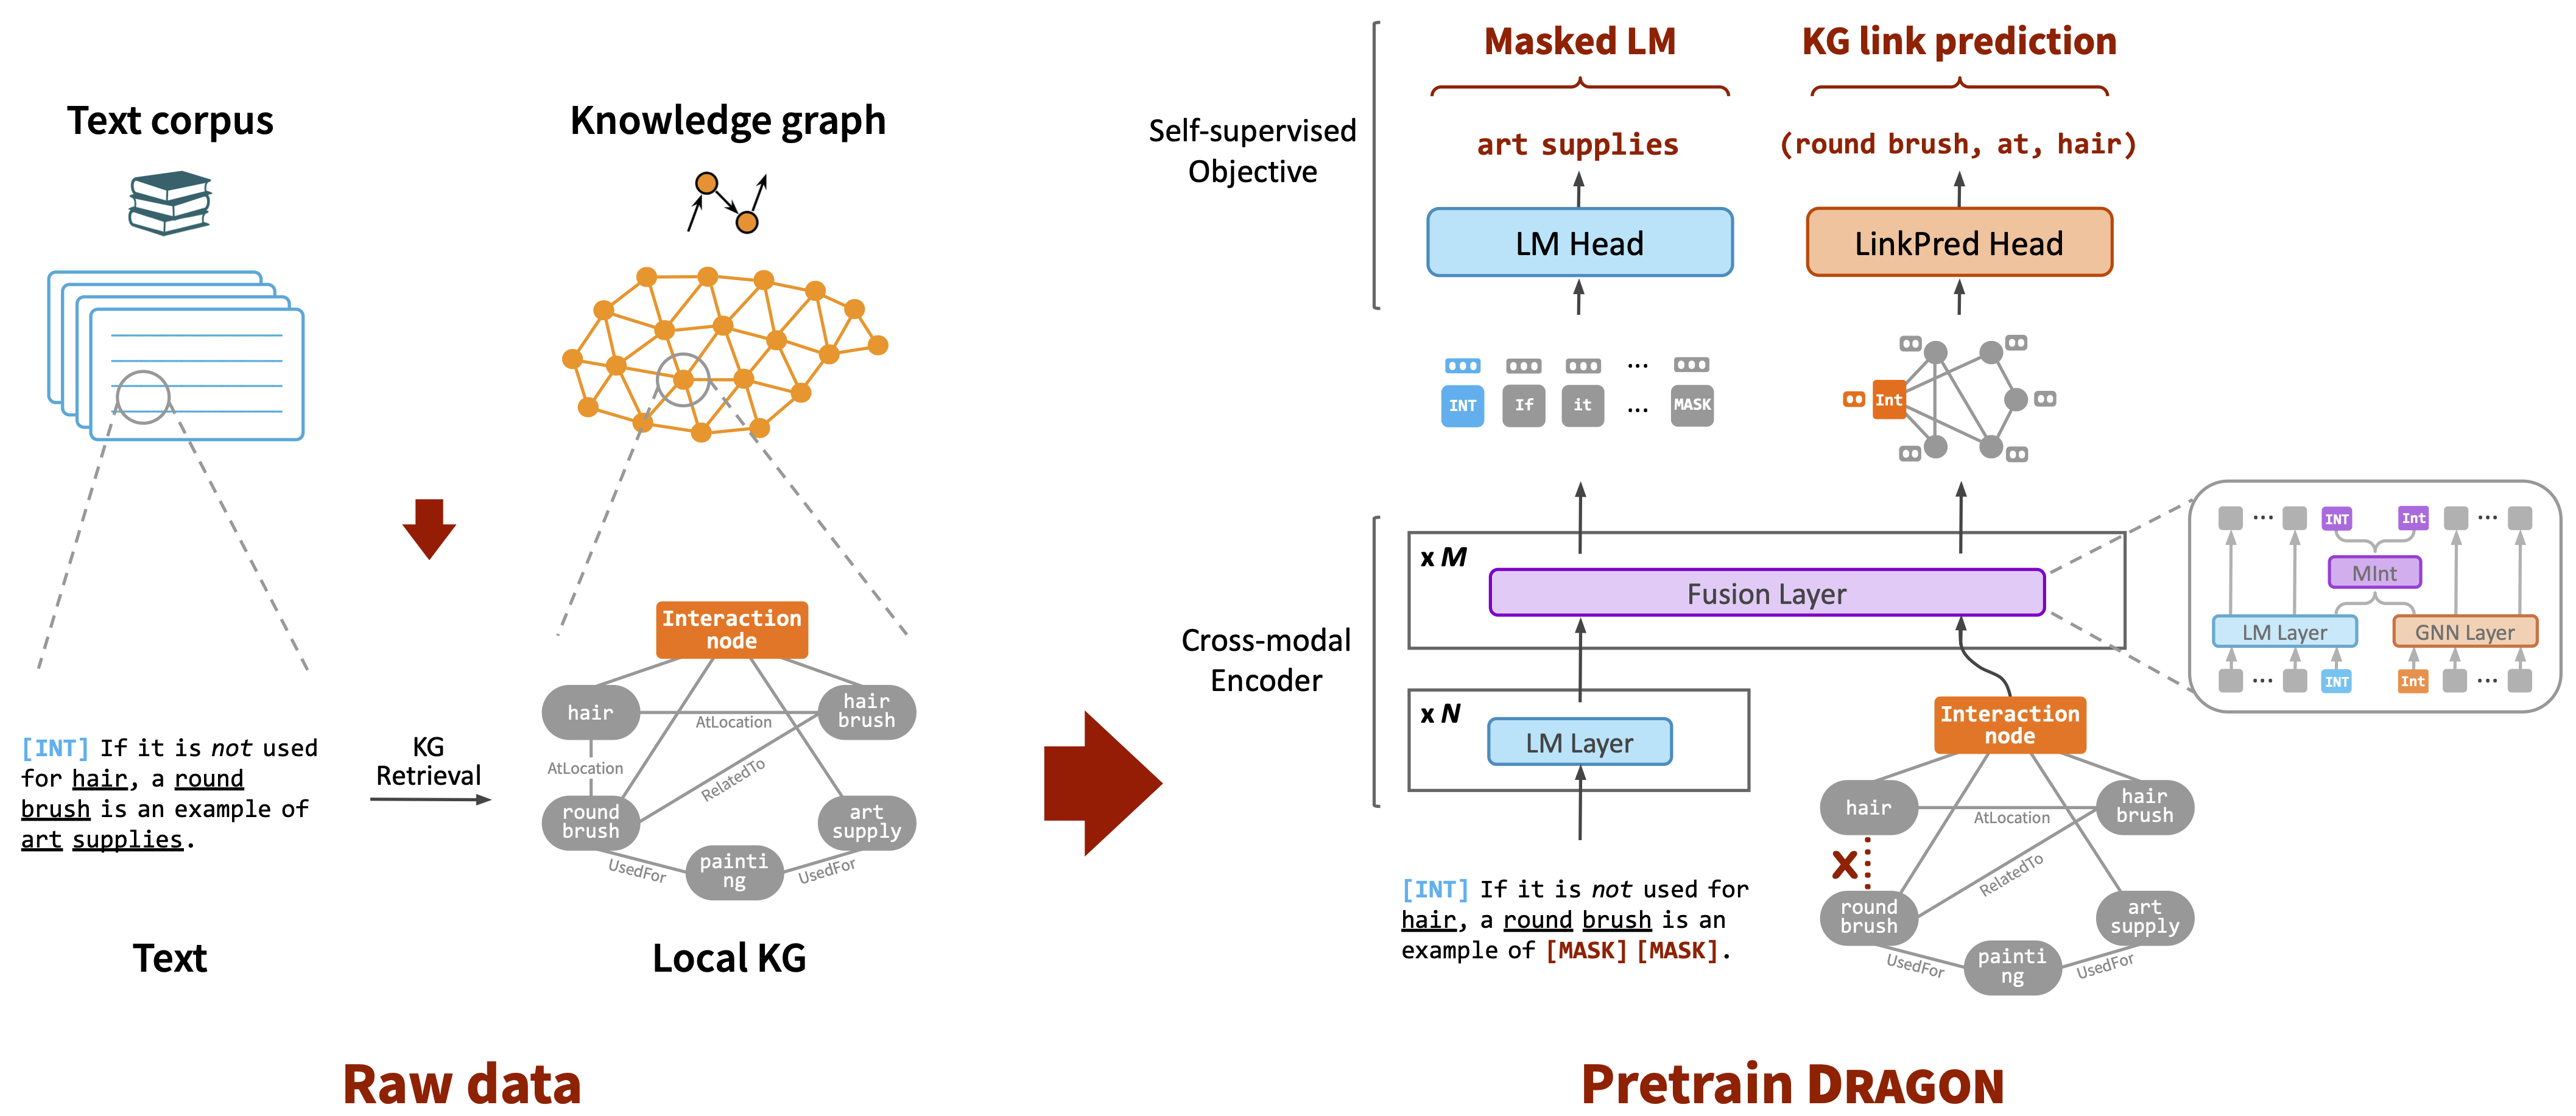 Text corpus
Knowledge graph
[INT] If it is not used
for hair, a round
brush is an example of
art supplies.
KG
Retrieval
Interaction
node
hair
hair
brush
AtLocation
AtLocation
RelatedTo
round
brush
art
supply
painti
ng
UsedFor
UsedFor
Text
Local KG
Raw data
Masked LM
KG link prediction
Self-supervised
Objective
art supplies
(round brush, at, hair)
LM Head
LinkPred Head
INT
If
it
...
MASK
Int
Cross-modal
Encoder
x M
Fusion Layer
x N
LM Layer
[INT] If it is not used for
hair, a round brush is an
example of [MASK] [MASK].
Interaction
node
hair
hair
brush
AtLocation
X
RelatedTo
round
brush
art
supply
painti
ng
UsedFor
UsedFor
... INT Int ...
MInt
LM Layer
GNN Layer
... INT Int ...
Pretrain DRAGON